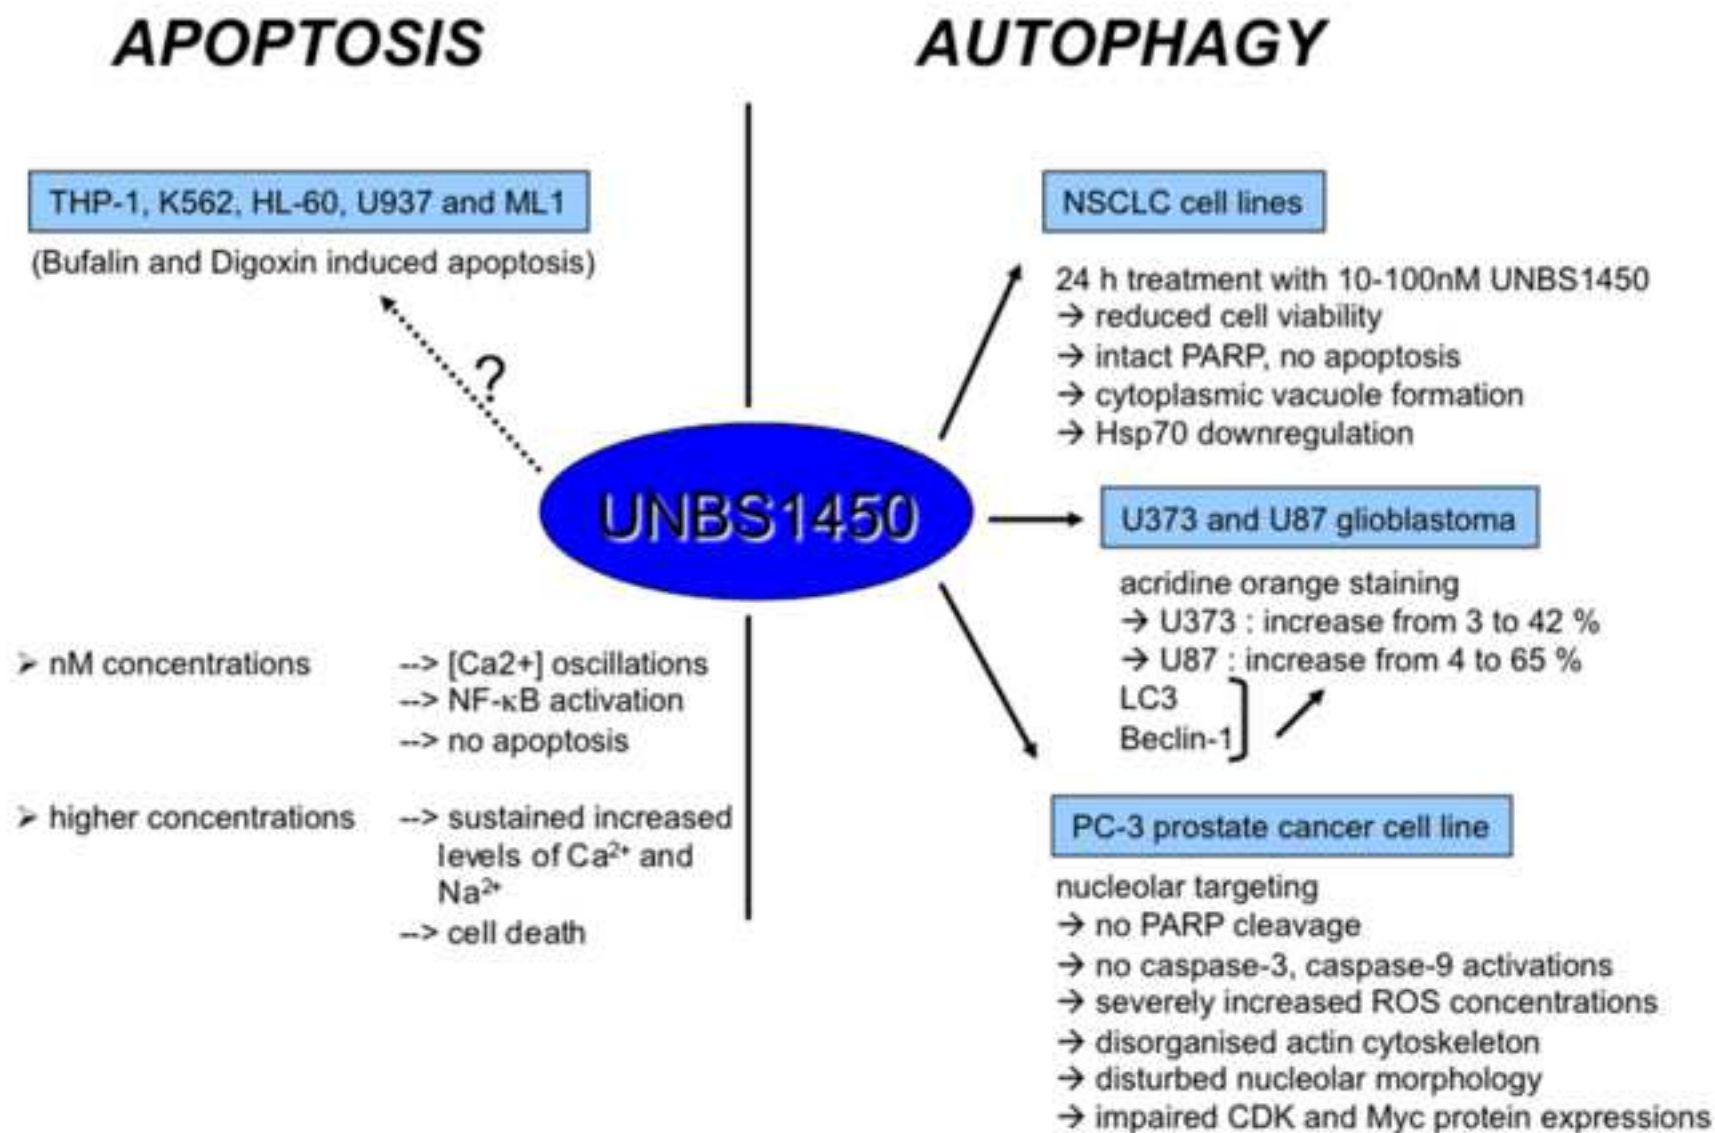 APOPTOSIS
AUTOPHAGY
THP-1, K562, HL-60, U937 and ML1
(Bufalin and Digoxin induced apoptosis)
?
UNBS1450
➢ nM concentrations
--> [Ca2+] oscillations
--> NF-κB activation
--> no apoptosis
➢ higher concentrations
--> sustained increased
levels of Ca²⁺ and
Na²⁺
--> cell death
NSCLC cell lines
24 h treatment with 10-100nM UNBS1450
→ reduced cell viability
→ intact PARP, no apoptosis
→ cytoplasmic vacuole formation
→ Hsp70 downregulation
U373 and U87 glioblastoma
acridine orange staining
→ U373 : increase from 3 to 42 %
→ U87 : increase from 4 to 65 %
LC3
Beclin-1
PC-3 prostate cancer cell line
nucleolar targeting
→ no PARP cleavage
→ no caspase-3, caspase-9 activations
→ severely increased ROS concentrations
→ disorganised actin cytoskeleton
→ disturbed nucleolar morphology
→ impaired CDK and Myc protein expressions